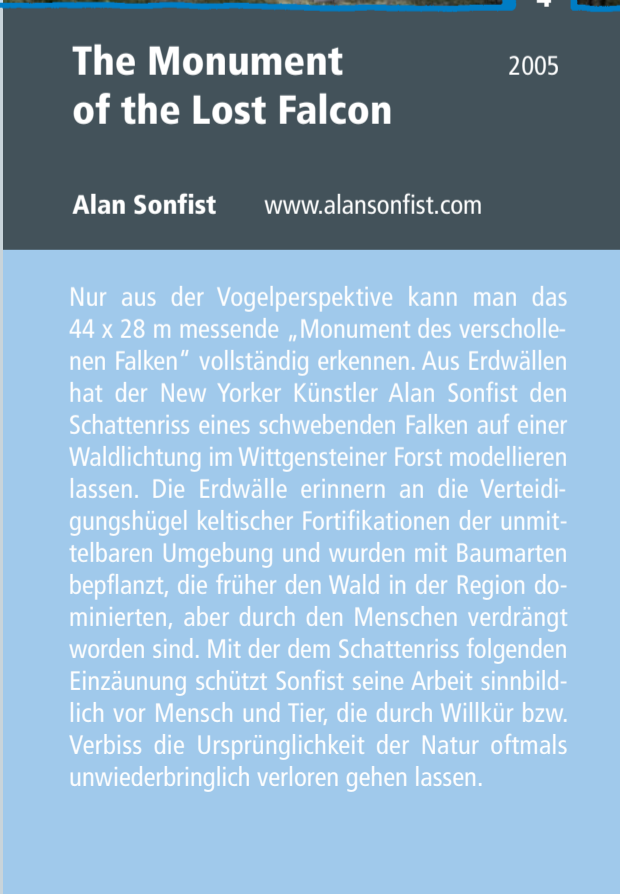 4
The Monument
of the Lost Falcon
2005
Alan Sonfist www.alansonfist.com
Nur aus der Vogelperspektive kann man das
44 x 28 m messende „Monument des verscholle-
nen Falken“ vollständig erkennen. Aus Erdwällen
hat der New Yorker Künstler Alan Sonfist den
Schattenriss eines schwebenden Falken auf einer
Waldlichtung im Wittgensteiner Forst modellieren
lassen. Die Erdwälle erinnern an die Verteidi-
gungshügel keltischer Fortifikationen der unmit-
telbaren Umgebung und wurden mit Baumarten
bepflanzt, die früher den Wald in der Region do-
minierten, aber durch den Menschen verdrängt
worden sind. Mit der dem Schattenriss folgenden
Einzäunung schützt Sonfist seine Arbeit sinnbild-
lich vor Mensch und Tier, die durch Willkür bzw.
Verbiss die Ursprünglichkeit der Natur oftmals
unwiederbringlich verloren gehen lassen.